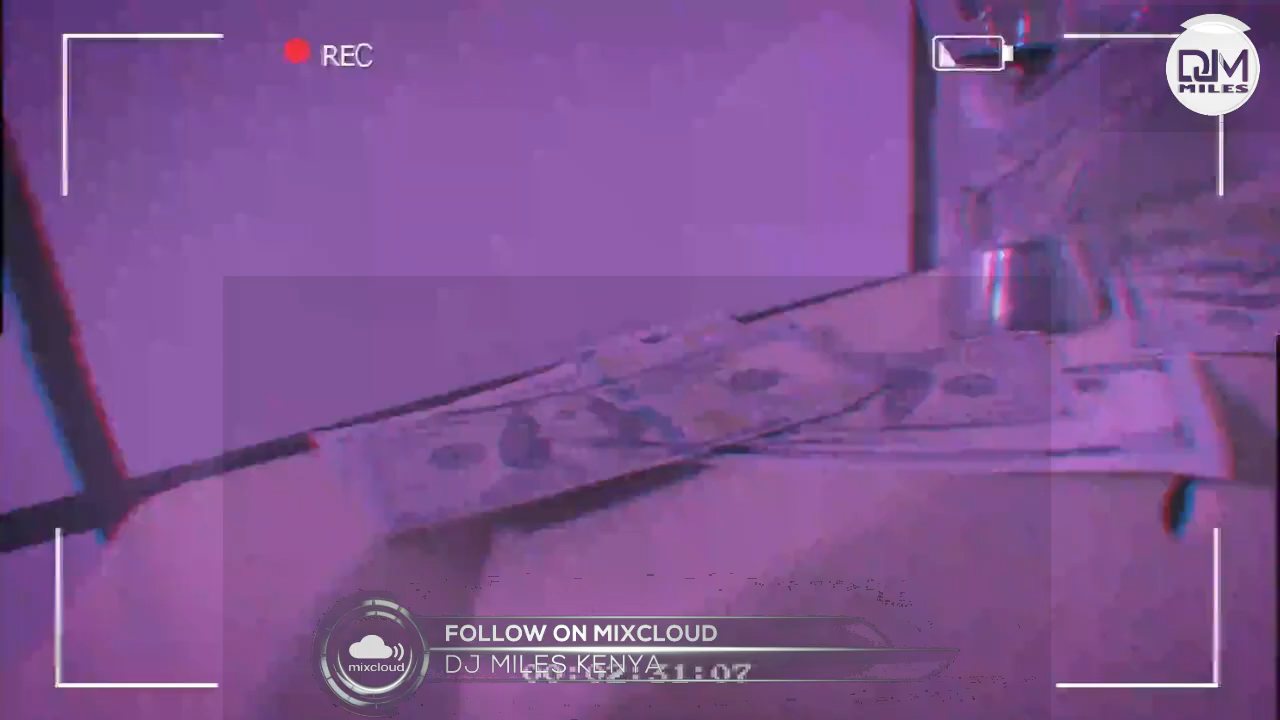 REC
DJM
MILES
mixcloud
FOLLOW ON MIXCLOUD
DJ MILES KENYA
00:02:31:07